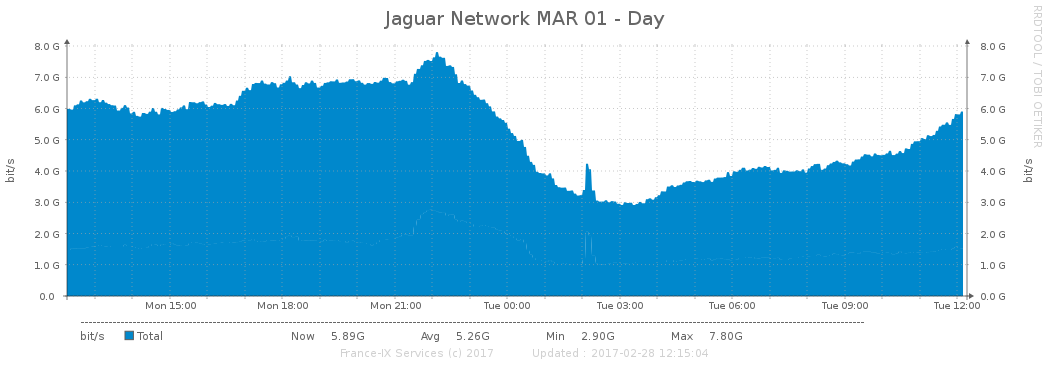 Jaguar Network MAR 01 - Day
RRDTOOL / TOBI OETIKER
bit/s
8.0 G 8.0 G
7.0 G 7.0 G
6.0 G 6.0 G
5.0 G 5.0 G
4.0 G 4.0 G
3.0 G 3.0 G
2.0 G 2.0 G
1.0 G 1.0 G
0.0 0.0 G
bit/s
Mon 15:00 Mon 18:00 Mon 21:00 Tue 00:00 Tue 03:00 Tue 06:00 Tue 09:00 Tue 12:00
bit/s Total Now 5.89G Avg 5.26G Min 2.90G Max 7.80G
France-IX Services (c) 2017 Updated : 2017-02-28 12:15:04